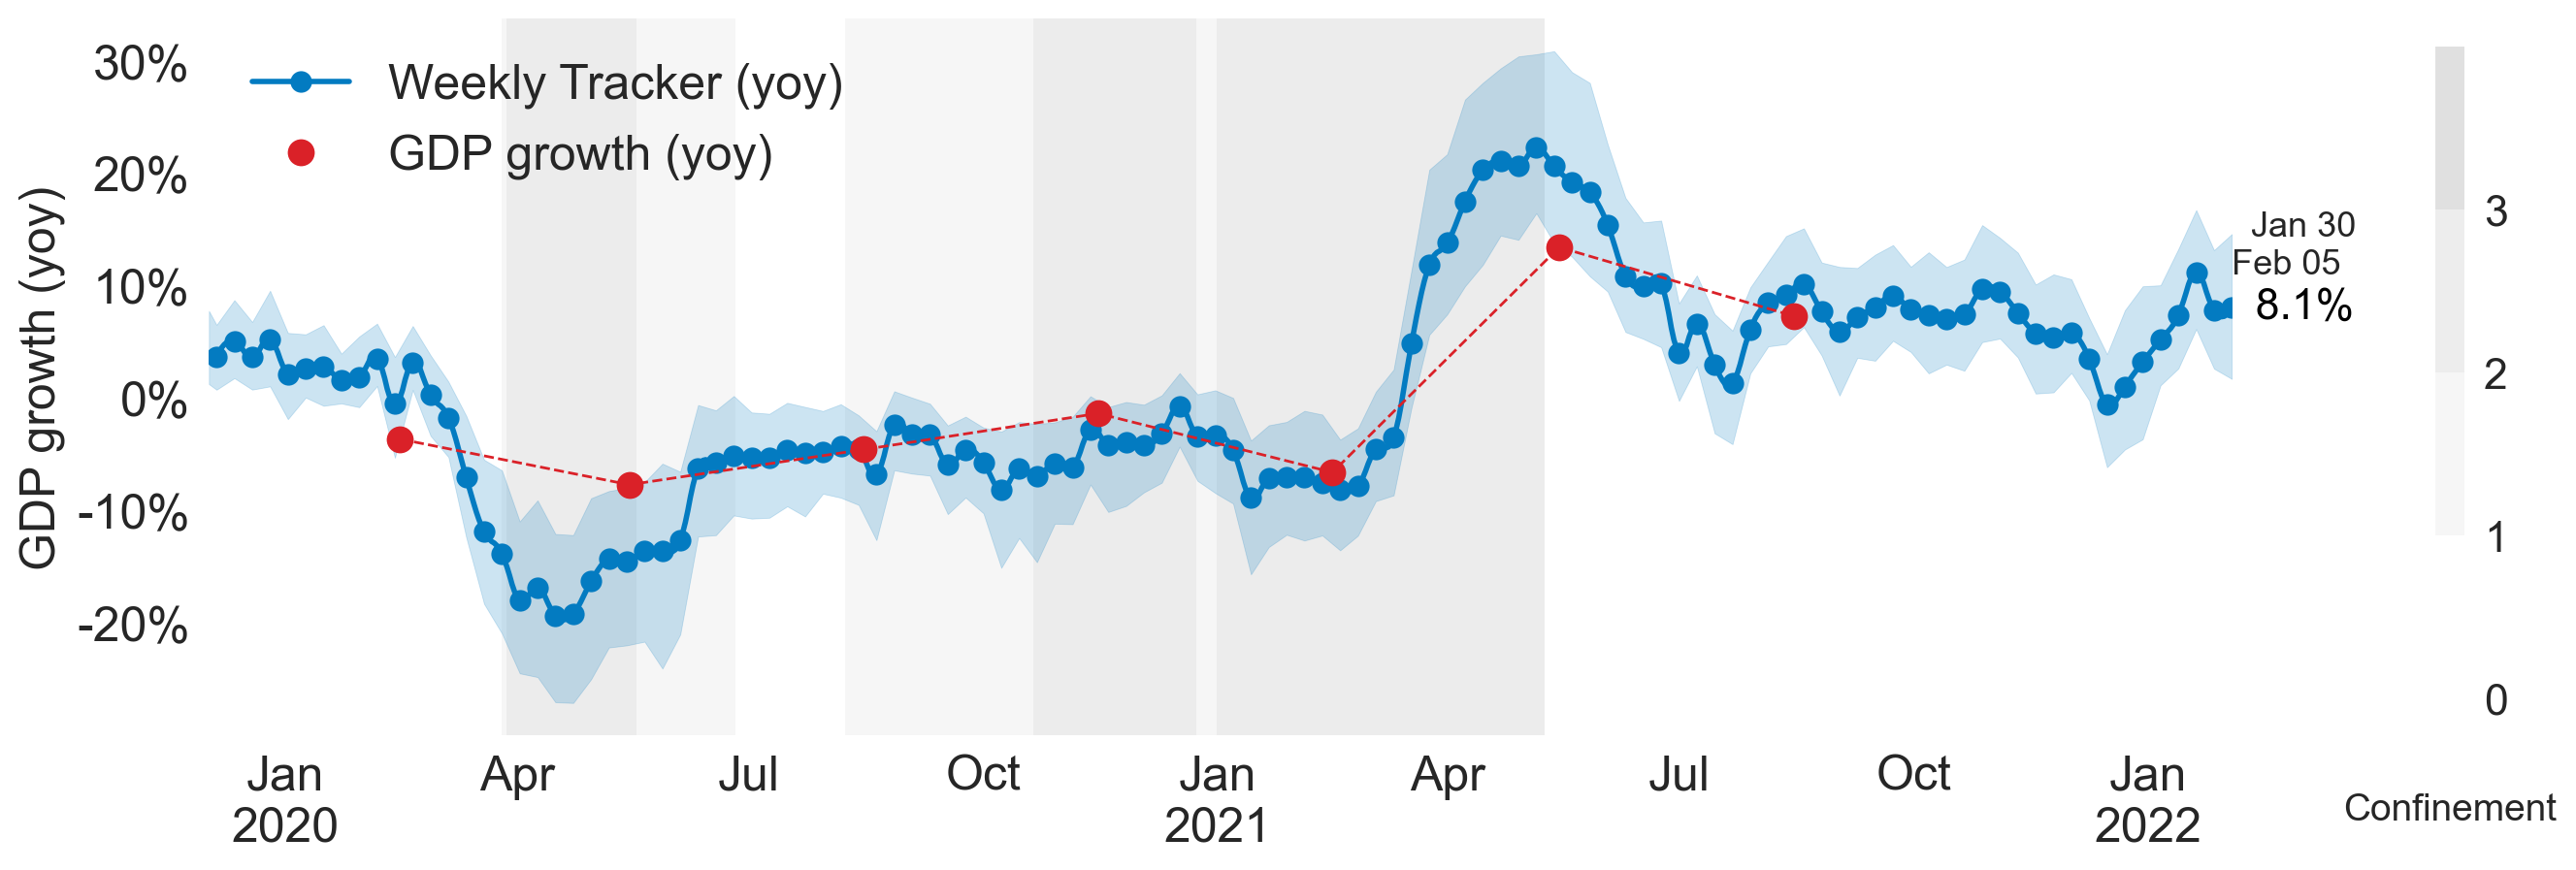 GDP growth (yoy)
30%
20%
10%
0%
-10%
-20%
Weekly Tracker (yoy)
GDP growth (yoy)
Jan 30
Feb 05
8.1%
3
2
1
0
Confinement
Jan Apr Jul Oct Jan Apr Jul Oct Jan
2020 2021 2022